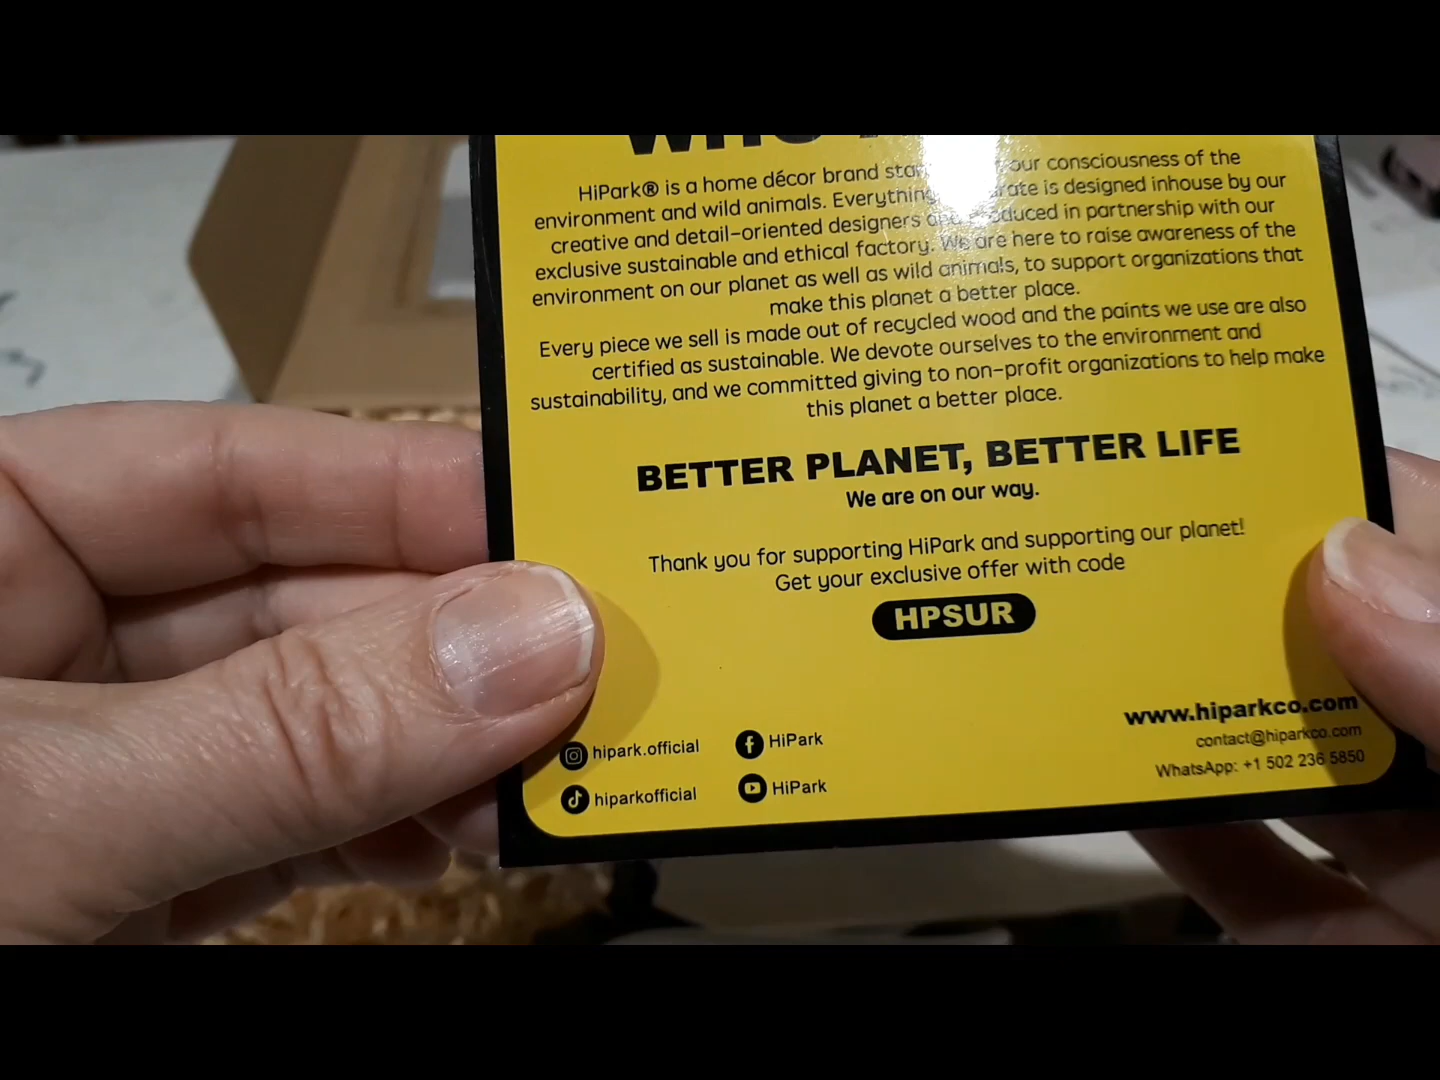 WHO
HiPark® is a home décor brand our consciousness of the
environment and wild animals. Everything is designed inhouse by our
creative and detail-oriented designers and produced in partnership with our
exclusive sustainable and ethical factory. We are here to raise awareness of the
environment on our planet as well as wild animals, to support organizations that
make this planet a better place.
Every piece we sell is made out of recycled wood and the paints we use are also
certified as sustainable. We devote ourselves to the environment and
sustainability, and we committed giving to non-profit organizations to help make
this planet a better place.
BETTER PLANET, BETTER LIFE
We are on our way.
Thank you for supporting HiPark and supporting our planet!
Get your exclusive offer with code
HPSUR
www.hiparkco.com
contact@hiparkco.com
WhatsApp: +1 502 236 5850
hipark.official
HiPark
hiparkofficial
HiPark